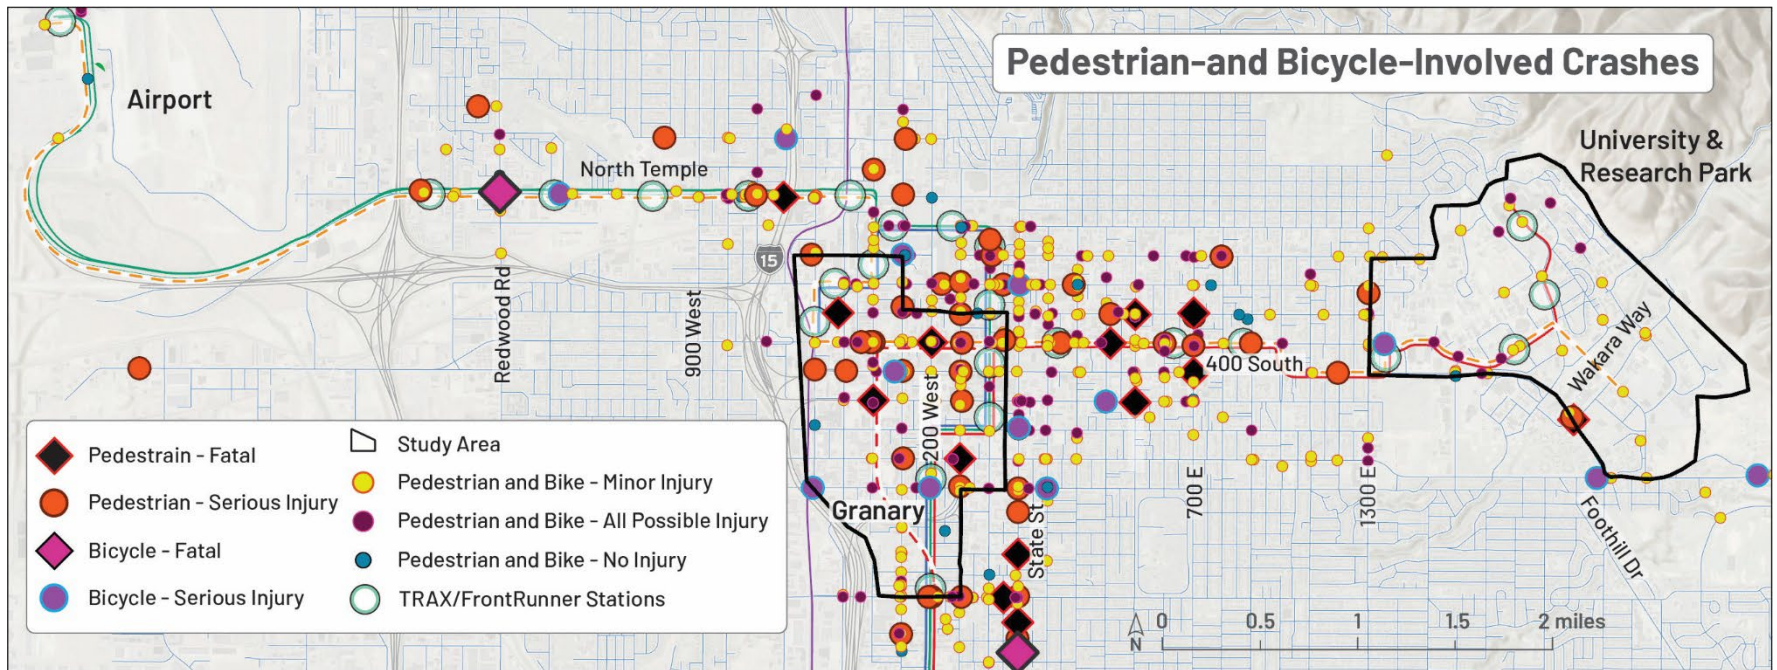 Pedestrian-and Bicycle-Involved Crashes
Airport
University &
Research Park
North Temple
15
Redwood Rd
900 West
Wakara Way
400 South
200 West
Pedestrain - Fatal
Pedestrian - Serious Injury
Bicycle - Fatal
Bicycle - Serious Injury
Study Area
Pedestrian and Bike - Minor Injury
Pedestrian and Bike - All Possible Injury
Pedestrian and Bike - No Injury
TRAX/FrontRunner Stations
Granary
State St
700 E
1300 E
Foothill Dr
N
0 0.5 1 1.5 2 miles